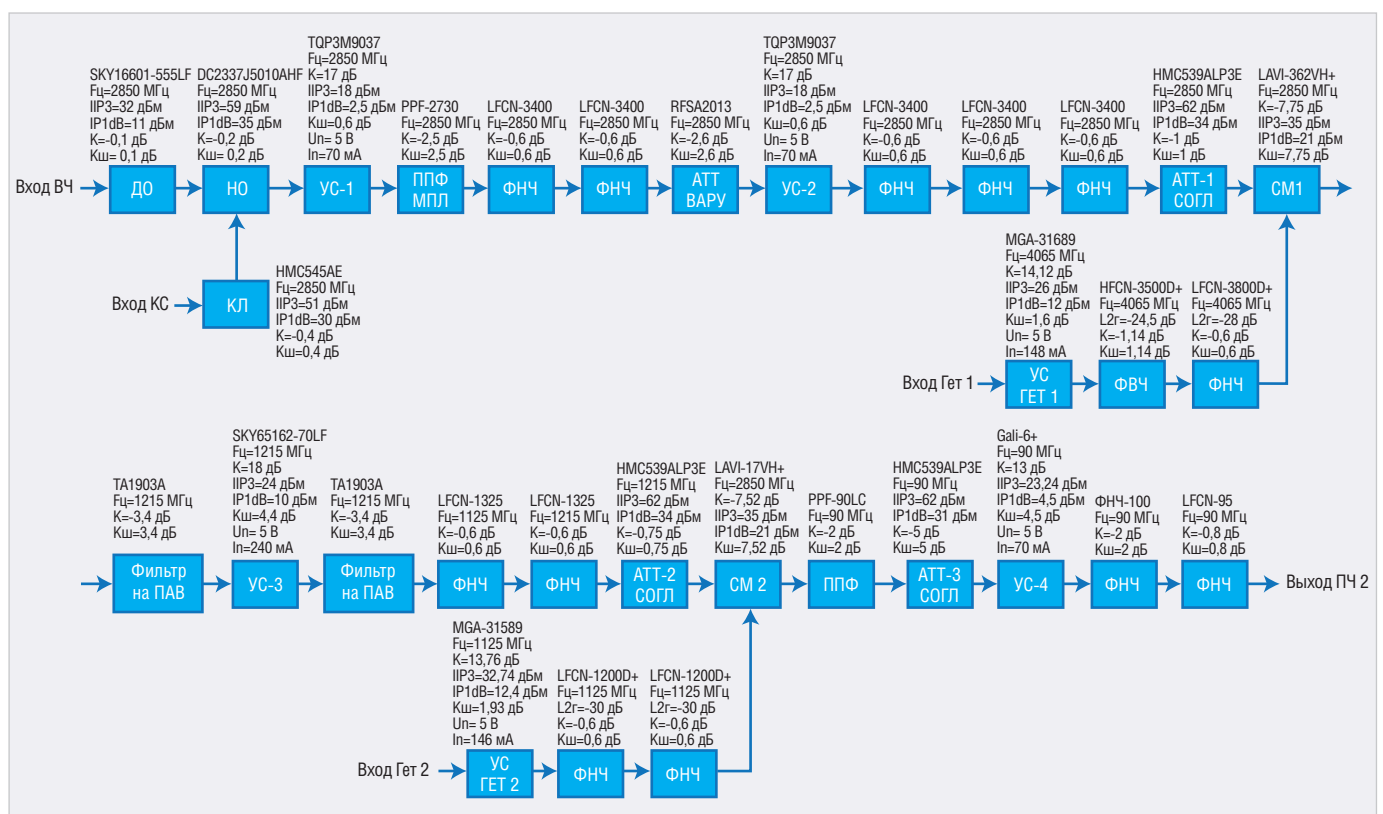 SKY16601-555LF
Fц=2850 МГц
IIP3=32 дБм
IP1dB=11 дБм
К=-0,1 дБ
Кш= 0,1 дБ
DC2337J5010AHF
Fц=2850 МГц
IIP3=59 дБм
IP1dB=35 дБм
К=-0,2 дБ
Кш= 0,2 дБ
TQP3M9037
Fц=2850 МГц
К=17 дБ
IIP3=18 дБм
IP1dB=2,5 дБм
Кш=0,6 дБ
Uп= 5 В
Iп=70 мА
PPF-2730
Fц=2850 МГц
К=-2,5 дБ
Кш=2,5 дБ
LFCN-3400
Fц=2850 МГц
К=-0,6 дБ
Кш=0,6 дБ
LFCN-3400
Fц=2850 МГц
К=-0,6 дБ
Кш=0,6 дБ
RFSA2013
Fц=2850 МГц
К=-2,6 дБ
Кш=2,6 дБ
TQP3M9037
Fц=2850 МГц
К=17 дБ
IIP3=18 дБм
IP1dB=2,5 дБм
Кш=0,6 дБ
Uп= 5 В
Iп=70 мА
LFCN-3400
Fц=2850 МГц
К=-0,6 дБ
Кш=0,6 дБ
LFCN-3400
Fц=2850 МГц
К=-0,6 дБ
Кш=0,6 дБ
LFCN-3400
Fц=2850 МГц
К=-0,6 дБ
Кш=0,6 дБ
HMC539ALP3E
Fц=2850 МГц
IIP3=62 дБм
IP1dB=34 дБм
К=-1 дБ
Кш=1 дБ
LAVI-362VH+
Fц=2850 МГц
К=-7,75 дБ
IIP3=35 дБм
IP1dB=21 дБм
Кш=7,75 дБ
Вход ВЧ
ДО
НО
УС-1
ППФ
МПЛ
ФНЧ
ФНЧ
АТТ
ВАРУ
УС-2
ФНЧ
ФНЧ
ФНЧ
АТТ-1
СОГЛ
СМ1
Вход КС
КЛ
HMC545AE
Fц=2850 МГц
IIP3=51 дБм
IP1dB=30 дБм
К=-0,4 дБ
Кш=0,4 дБ
MGA-31689
Fц=4065 МГц
К=14,12 дБ
IIP3=26 дБм
IP1dB=12 дБм
Кш=1,6 дБ
Uп= 5 В
Iп=148 мА
HFCN-3500D+
Fц=4065 МГц
L2г=-24,5 дБ
К=-1,14 дБ
Кш=1,14 дБ
LFCN-3800D+
Fц=4065 МГц
L2г=-28 дБ
К=-0,6 дБ
Кш=0,6 дБ
Вход Гет 1
УС
ГЕТ 1
ФВЧ
ФНЧ
TA1903A
Fц=1215 МГц
К=-3,4 дБ
Кш=3,4 дБ
SKY65162-70LF
Fц=1215 МГц
К=18 дБ
IIP3=24 дБм
IP1dB=10 дБм
Кш=4,4 дБ
Uп= 5 В
Iп=240 мА
TA1903A
Fц=1215 МГц
К=-3,4 дБ
Кш=3,4 дБ
LFCN-1325
Fц=1125 МГц
К=-0,6 дБ
Кш=0,6 дБ
LFCN-1325
Fц=1215 МГц
К=-0,6 дБ
Кш=0,6 дБ
HMC539ALP3E
Fц=1215 МГц
IIP3=62 дБм
IP1dB=34 дБм
К=-0,75 дБ
Кш=0,75 дБ
LAVI-17VH+
Fц=2850 МГц
К=-7,52 дБ
IIP3=35 дБм
IP1dB=21 дБм
Кш=7,52 дБ
PPF-90LC
Fц=90 МГц
К=-2 дБ
Кш=2 дБ
HMC539ALP3E
Fц=90 МГц
IIP3=62 дБм
IP1dB=31 дБм
К=-5 дБ
Кш=5 дБ
Gali-6+
Fц=90 МГц
К=13 дБ
IIP3=23,24 дБм
IP1dB=4,5 дБм
Кш=4,5 дБ
Uп= 5 В
Iп=70 мА
ФНЧ-100
Fц=90 МГц
К=-2 дБ
Кш=2 дБ
LFCN-95
Fц=90 МГц
К=-0,8 дБ
Кш=0,8 дБ
Фильтр
на ПАВ
УС-3
Фильтр
на ПАВ
ФНЧ
ФНЧ
АТТ-2
СОГЛ
СМ 2
ППФ
АТТ-3
СОГЛ
УС-4
ФНЧ
ФНЧ
Выход ПЧ 2
MGA-31589
Fц=1125 МГц
К=13,76 дБ
IIP3=32,74 дБм
IP1dB=12,4 дБм
Кш=1,93 дБ
Uп= 5 В
Iп=146 мА
LFCN-1200D+
Fц=1125 МГц
L2г=-30 дБ
К=-0,6 дБ
Кш=0,6 дБ
LFCN-1200D+
Fц=1125 МГц
L2г=-30 дБ
К=-0,6 дБ
Кш=0,6 дБ
Вход Гет 2
УС
ГЕТ 2
ФНЧ
ФНЧ